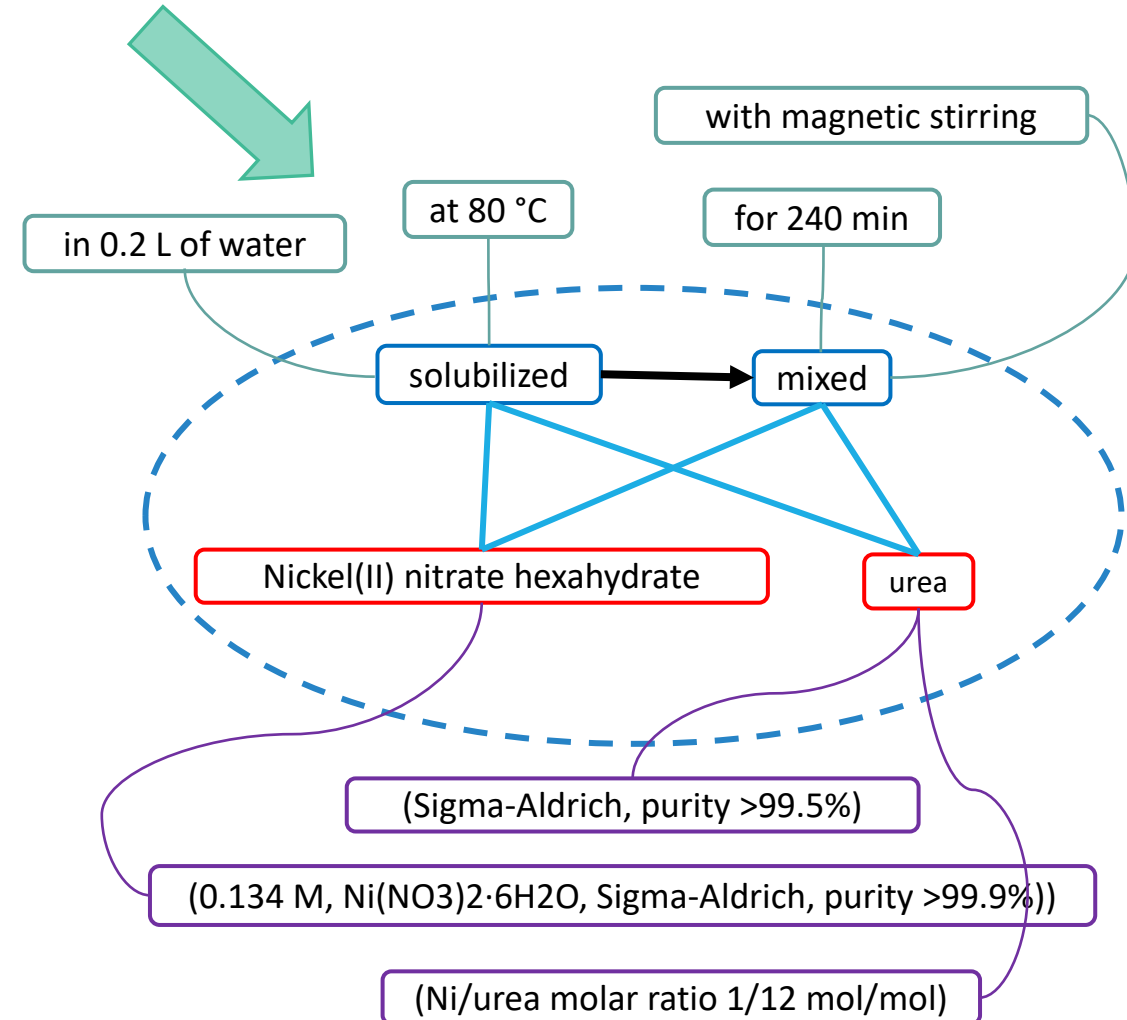 with magnetic stirring
at 80 °C
for 240 min
in 0.2 L of water
solubilized
mixed
Nickel(II) nitrate hexahydrate
urea
(Sigma-Aldrich, purity >99.5%)
(0.134 M, Ni(NO3)2·6H2O, Sigma-Aldrich, purity >99.9%))
(Ni/urea molar ratio 1/12 mol/mol)